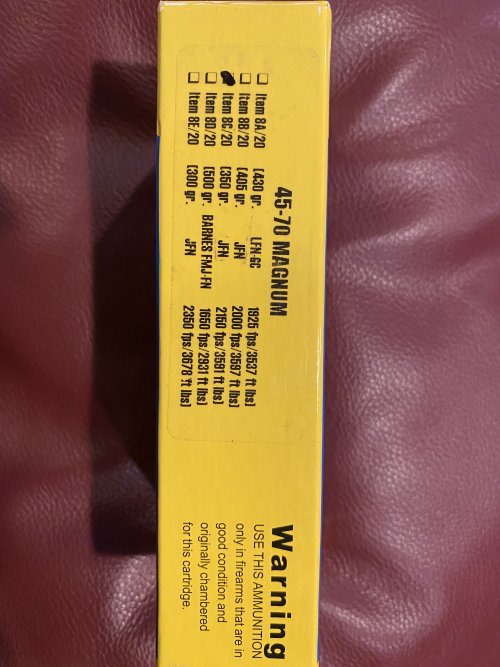 45-70 MAGNUM
☐ Item 8A/20 (430 gr. LFN-GC 1925 fps/3537 ft lbs)
☐ Item 8B/20 (405 gr. JFN 2000 fps/3597 ft lbs)
☐ Item 8C/20 (350 gr. JFN 2150 fps/3591 ft lbs)
☐ Item 8D/20 (500 gr. BARNES FMJ-FN 1650 fps/2931 ft lbs)
☐ Item 8E/20 (300 gr. JFN 2350 fps/3678 ft lbs)
Warning
USE THIS AMMUNITION
only in firearms that are in
good condition and
originally chambered
for this cartridge.